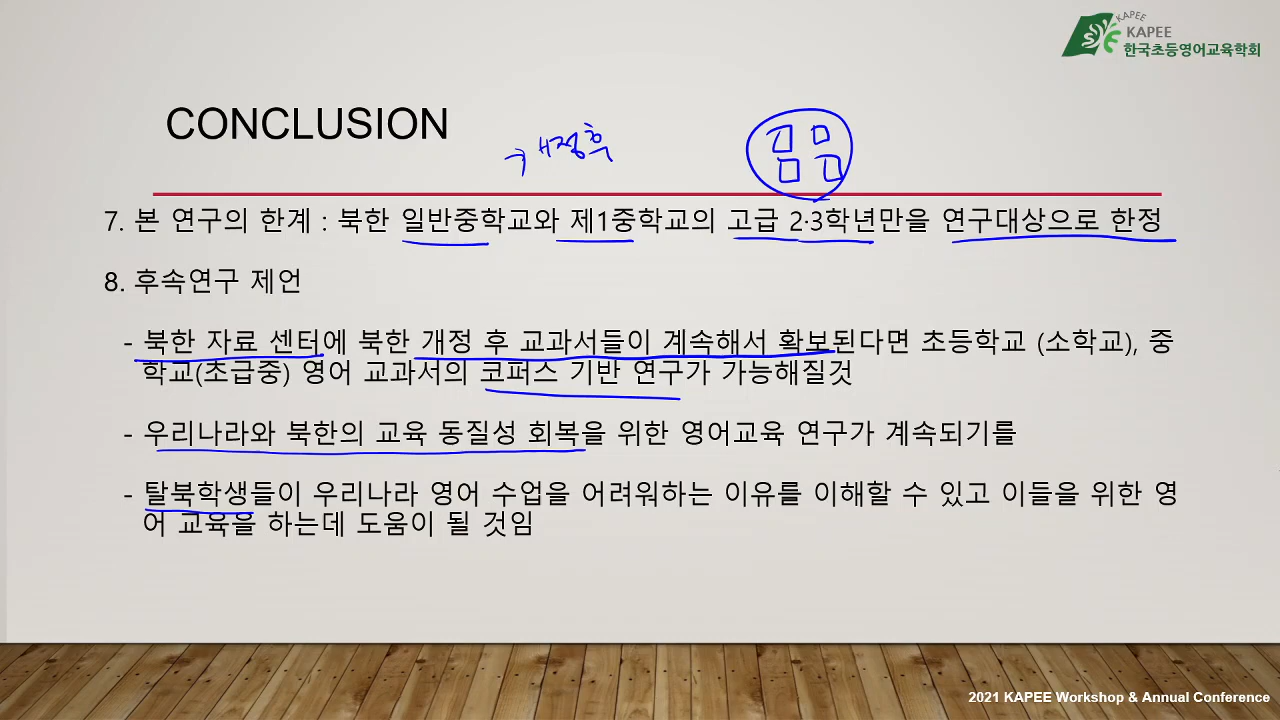 KAPEE
KAPEE
한국초등영어교육학회
CONCLUSION
7. 본 연구의 한계 : 북한 일반중학교와 제1중학교의 고급 2·3학년만을 연구대상으로 한정
8. 후속연구 제언
- 북한 자료 센터에 북한 개정 후 교과서들이 계속해서 확보된다면 초등학교 (소학교), 중
학교(초급중) 영어 교과서의 코퍼스 기반 연구가 가능해질것
- 우리나라와 북한의 교육 동질성 회복을 위한 영어교육 연구가 계속되기를
- 탈북학생들이 우리나라 영어 수업을 어려워하는 이유를 이해할 수 있고 이들을 위한 영
어 교육을 하는데 도움이 될 것임
2021 KAPEE Workshop & Annual Conference